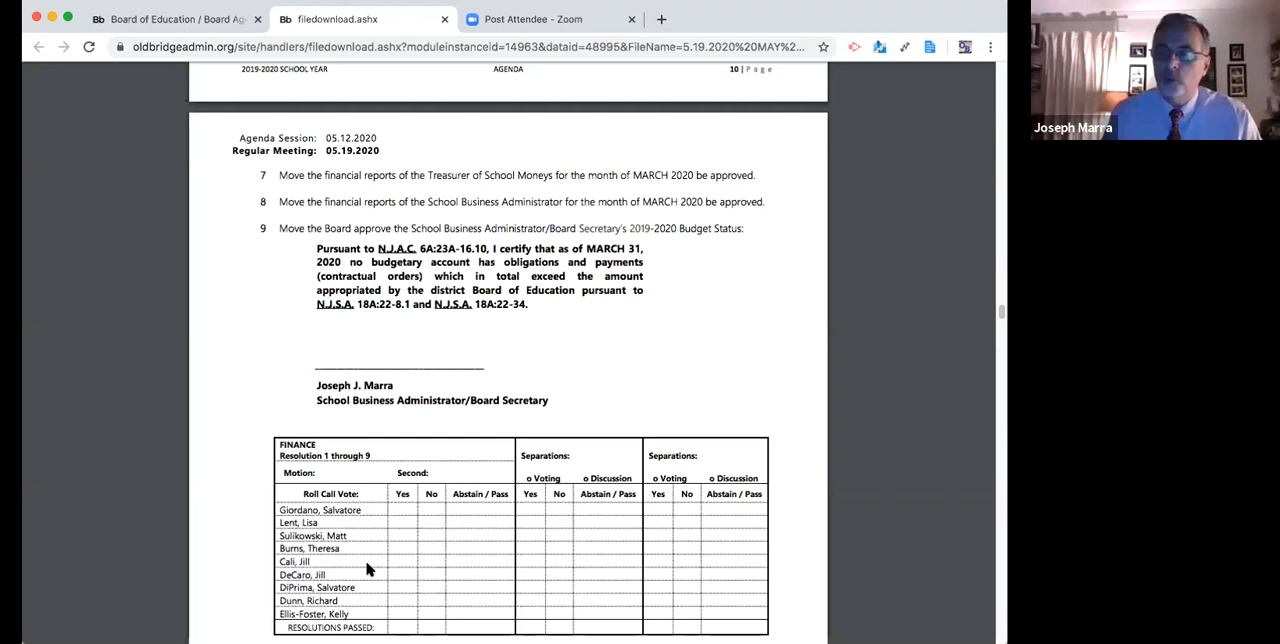 Board of Education / Board Ag
filedownload.ashx
Post Attendee - Zoom
oldbridgeadmin.org/site/handlers/filedownload.ashx?moduleinstanceid=14963&dataid=48995&FileName=5.19.2020%20MAY%2...
2019-2020 SCHOOL YEAR AGENDA 10 | P a g e
Agenda Session: 05.12.2020
Regular Meeting: 05.19.2020
7 Move the financial reports of the Treasurer of School Moneys for the month of MARCH 2020 be approved.
8 Move the financial reports of the School Business Administrator for the month of MARCH 2020 be approved.
9 Move the Board approve the School Business Administrator/Board Secretary's 2019-2020 Budget Status:
Pursuant to N.J.A.C. 6A:23A-16.10, I certify that as of MARCH 31,
2020 no budgetary account has obligations and payments
(contractual orders) which in total exceed the amount
appropriated by the district Board of Education pursuant to
N.J.S.A. 18A:22-8.1 and N.J.S.A. 18A:22-34.
Joseph J. Marra
School Business Administrator/Board Secretary
FINANCE
Resolution 1 through 9 Separations: Separations:
Motion: Second: o Voting o Discussion o Voting o Discussion
Roll Call Vote: Yes No Abstain / Pass Yes No Abstain / Pass Yes No Abstain / Pass
Giordano, Salvatore
Lent, Lisa
Sulikowski, Matt
Burns, Theresa
Cali, Jill
DeCaro, Jill
DiPrima, Salvatore
Dunn, Richard
Ellis-Foster, Kelly
RESOLUTIONS PASSED:
Joseph Marra